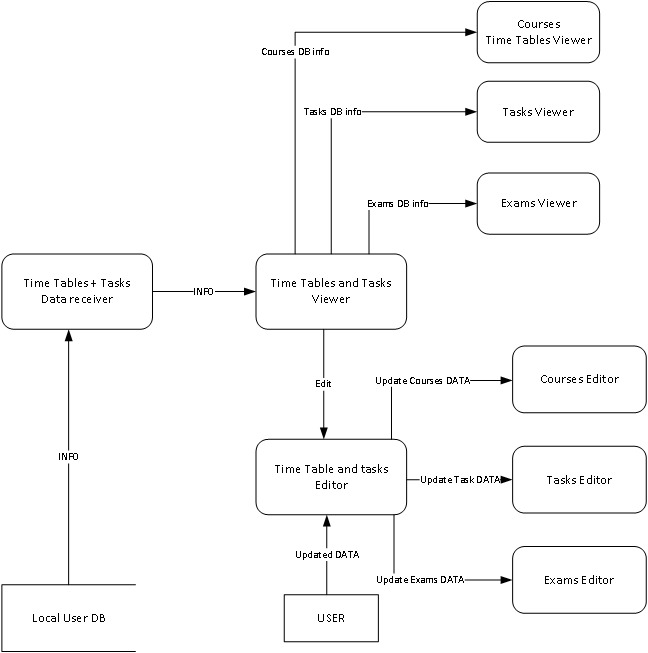 Courses
Time Tables Viewer
Courses DB info
Tasks DB info
Tasks Viewer
Exams DB info
Exams Viewer
Time Tables + Tasks
Data receiver
INFO
Time Tables and Tasks
Viewer
Edit
Update Courses DATA
Courses Editor
INFO
Time Table and tasks
Editor
Update Task DATA
Tasks Editor
Updated DATA
Update Exams DATA
Exams Editor
Local User DB
USER